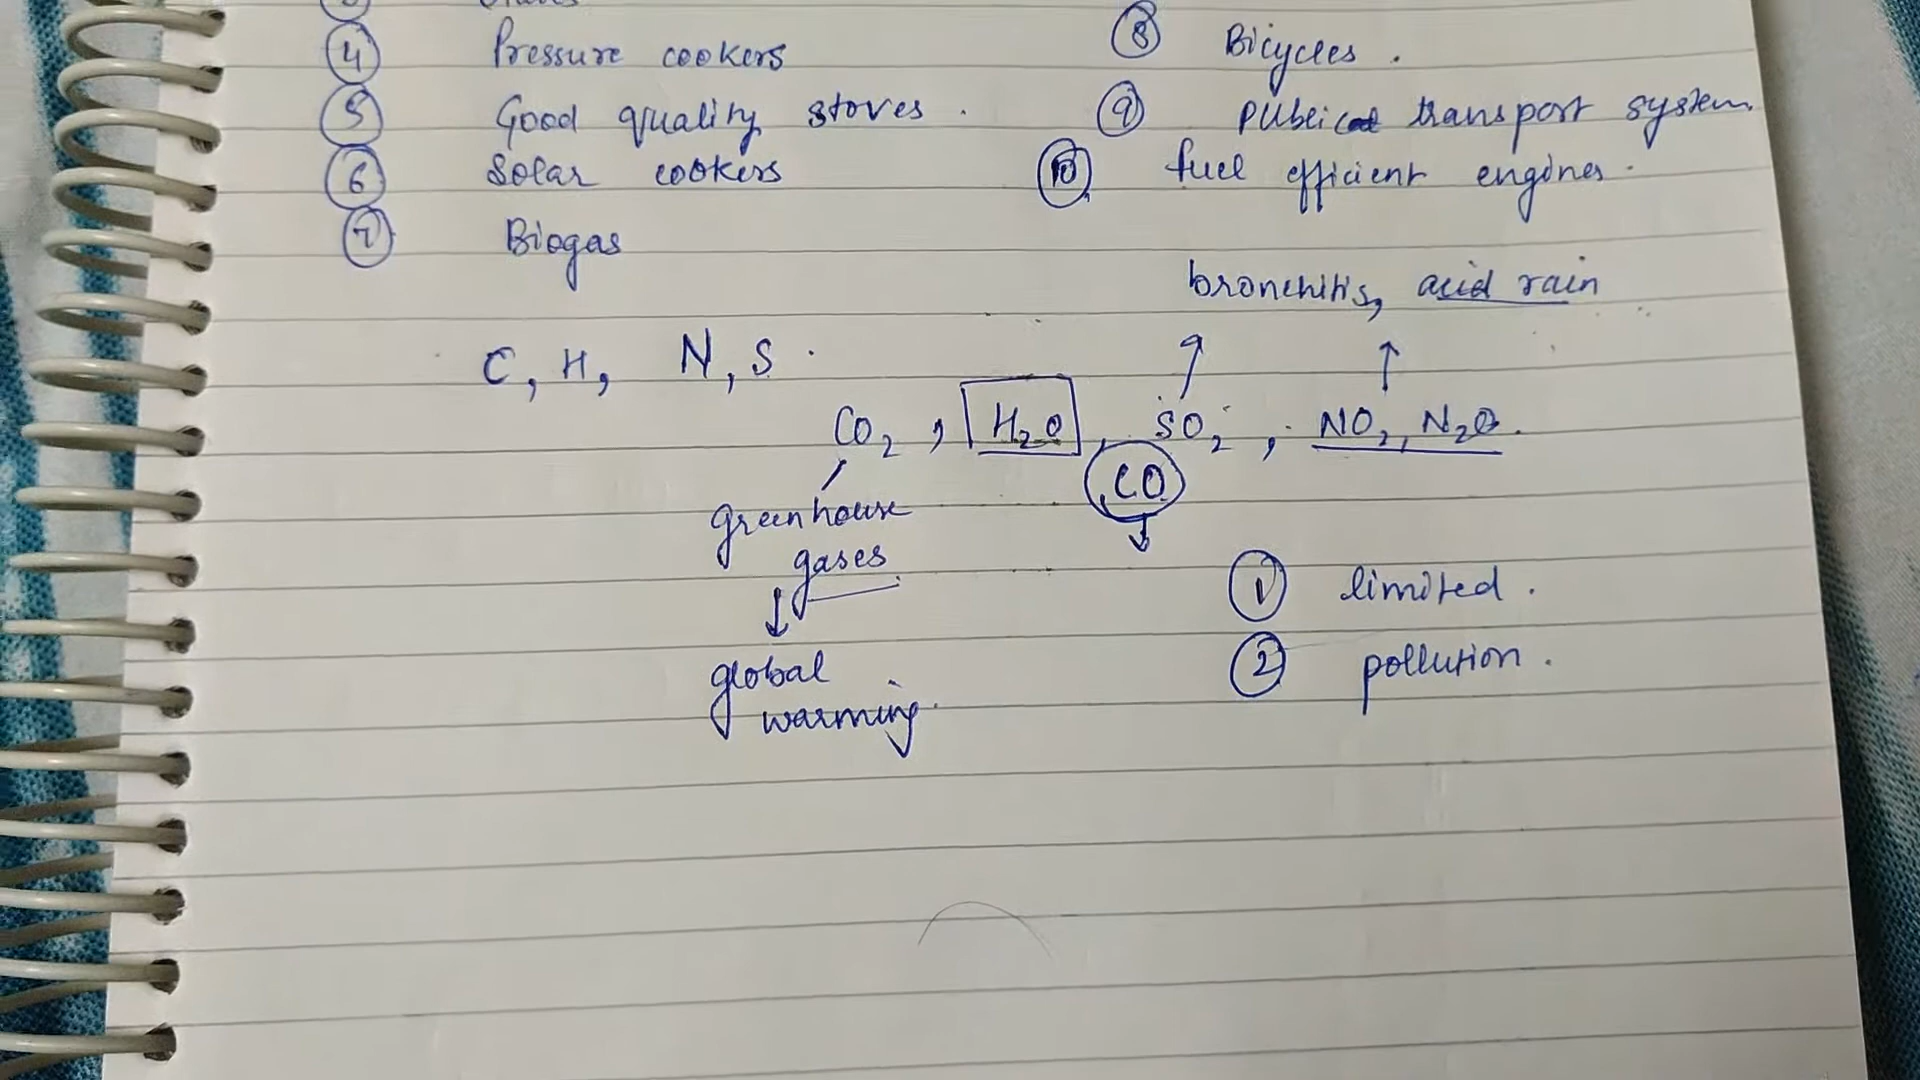 4 Pressure cookers
5 Good quality stoves.
6 Solar cookers
7 Biogas
8 Bicycles.
9 Public transport system.
10 fuel efficient engines.
bronchitis, acid rain
C, H, N, S.
CO2, H2O, SO2, NO2, N2O.
CO
greenhouse
gases
global
warming.
1 limited.
2 pollution.